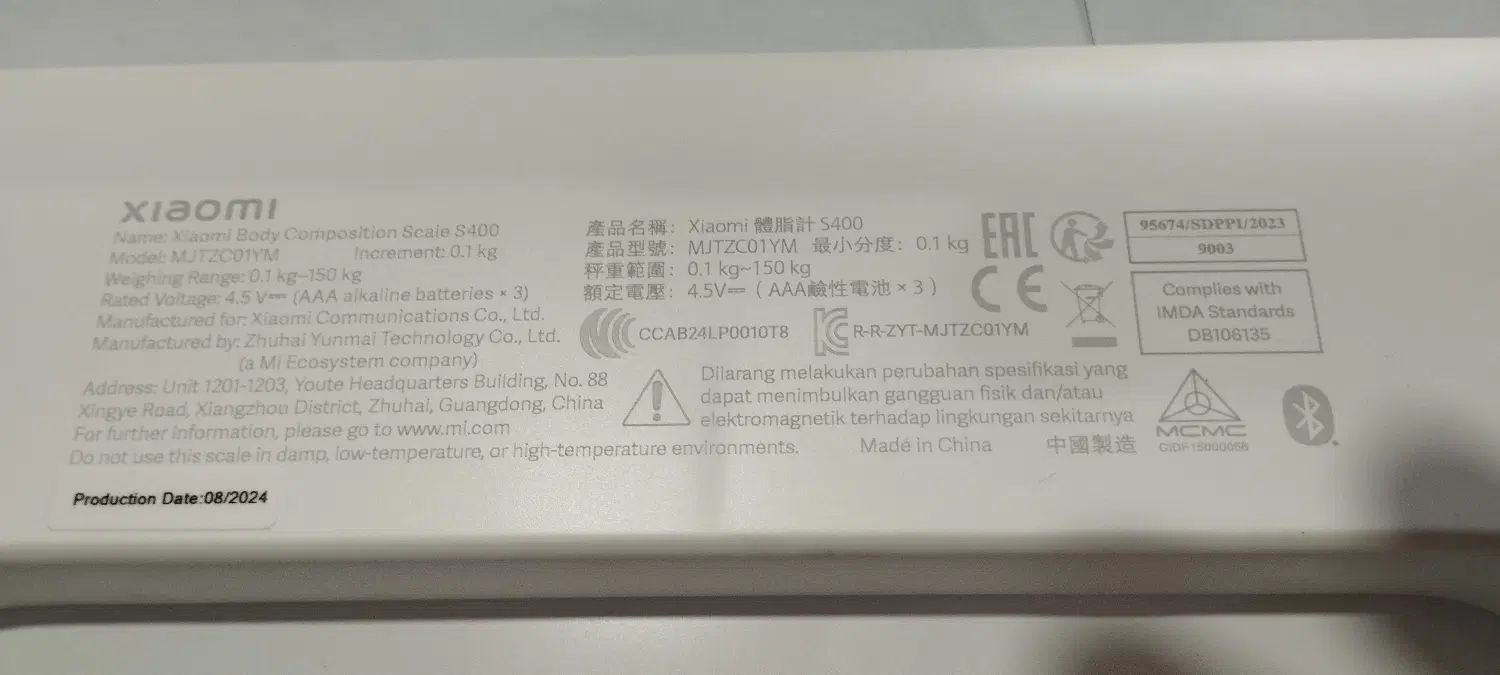 xiaomi
Name: Xiaomi Body Composition Scale S400
Model: MJTZC01YM Increment: 0.1 kg
Weighing Range: 0.1 kg–150 kg
Rated Voltage: 4.5 V⎓ (AAA alkaline batteries × 3)
Manufactured for: Xiaomi Communications Co., Ltd.
Manufactured by: Zhuhai Yunmai Technology Co., Ltd.
(a Mi Ecosystem company)
Address: Unit 1201-1203, Youte Headquarters Building, No. 88
Xingye Road, Xiangzhou District, Zhuhai, Guangdong, China
For further information, please go to www.mi.com
Do not use this scale in damp, low-temperature, or high-temperature environments.
Production Date:08/2024
產品名稱：Xiaomi 體脂計 S400
產品型號：MJTZC01YM 最小分度：0.1 kg
秤重範圍：0.1 kg~150 kg
額定電壓：4.5V⎓（AAA鹼性電池 × 3）
CCAB24LP0010T8
R-R-ZYT-MJTZC01YM
Dilarang melakukan perubahan spesifikasi yang
dapat menimbulkan gangguan fisik dan/atau
elektromagnetik terhadap lingkungan sekitarnya
Made in China 中國製造
EAC
CE
95674/SDPPI/2023
9003
Complies with
IMDA Standards
DB106135
MCMC